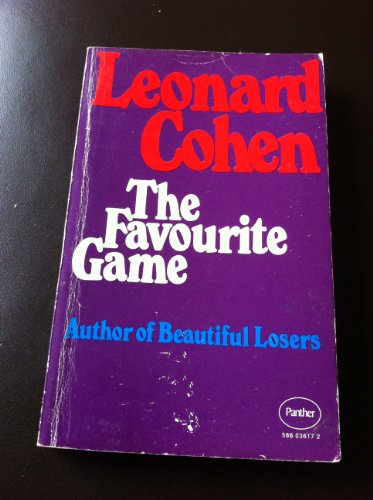 Leonard
Cohen
The
Favourite
Game
Author of Beautiful Losers
Panther
586 03617 2